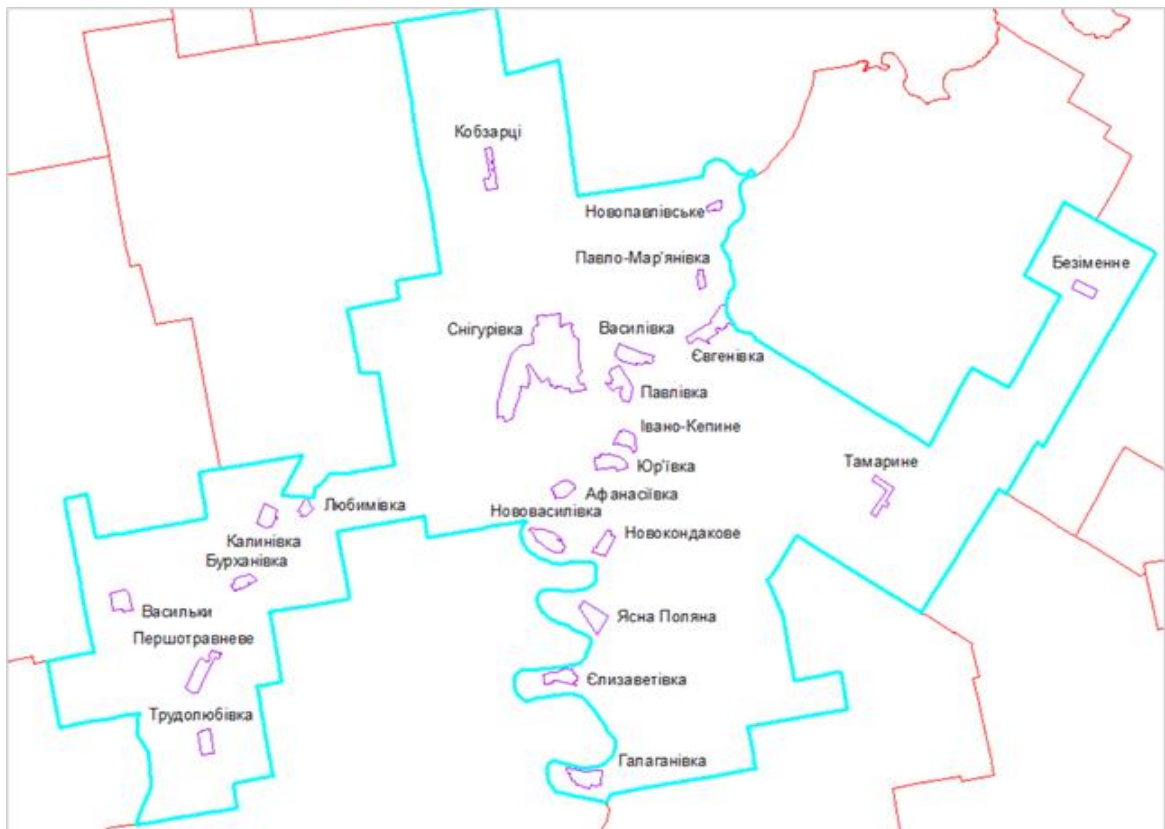 Кобзарці
Новопавлівське
Павло-Мар'янівка
Безіменне
Снігурівка
Василівка
Євгенівка
Павлівка
Івано-Кепине
Юр'ївка
Тамарине
Афанасіївка
Любимівка
Нововасилівка
Новокондакове
Калинівка
Бурханівка
Васильки
Ясна Поляна
Першотравневе
Єлизаветівка
Трудолюбівка
Галаганівка